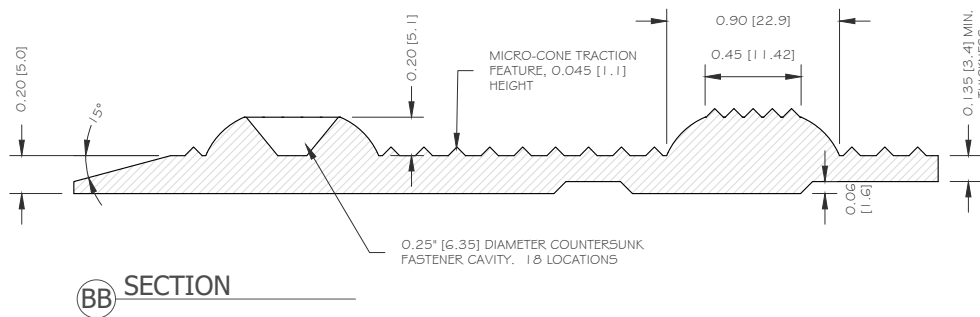 0.20 [5.0]
15°
0.20 [5.1]
MICRO-CONE TRACTION
FEATURE, 0.045 [1.1]
HEIGHT
0.90 [22.9]
0.45 [11.42]
0.135 [3.4] MIN.
0.06
[1.6]
0.25" [6.35] DIAMETER COUNTERSUNK
FASTENER CAVITY. 18 LOCATIONS
BB SECTION